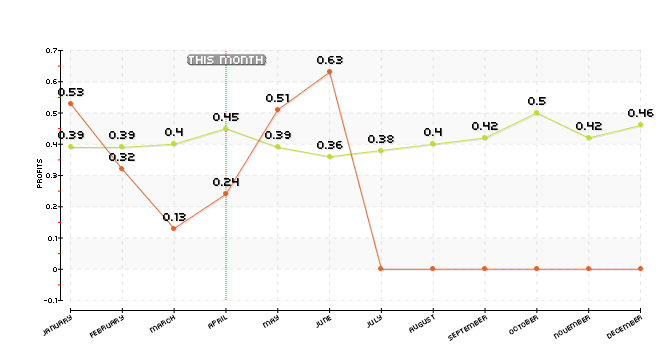 THIS MONTH
0.7
0.6
0.5
0.4
0.3
0.2
0.1
0
-0.1
PROFITS
0.53
0.32
0.13
0.24
0.51
0.63
0.39
0.39
0.4
0.45
0.39
0.36
0.38
0.4
0.42
0.5
0.42
0.46
JANUARY
FEBRUARY
MARCH
APRIL
MAY
JUNE
JULY
AUGUST
SEPTEMBER
OCTOBER
NOVEMBER
DECEMBER